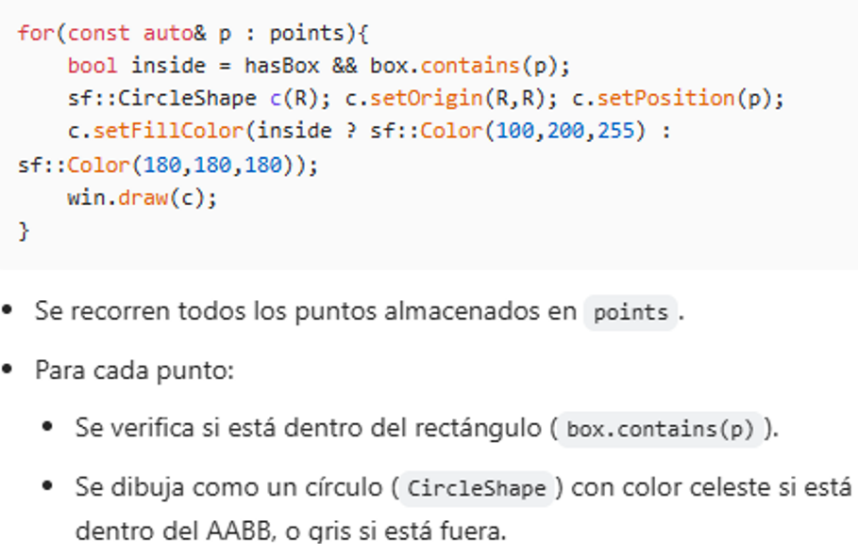 for(const auto& p : points){
    bool inside = hasBox && box.contains(p);
    sf::CircleShape c(R); c.setOrigin(R,R); c.setPosition(p);
    c.setFillColor(inside ? sf::Color(100,200,255) :
sf::Color(180,180,180));
    win.draw(c);
}
• Se recorren todos los puntos almacenados en points.
• Para cada punto:
• Se verifica si está dentro del rectángulo (box.contains(p)).
• Se dibuja como un círculo (CircleShape) con color celeste si está
dentro del AABB, o gris si está fuera.